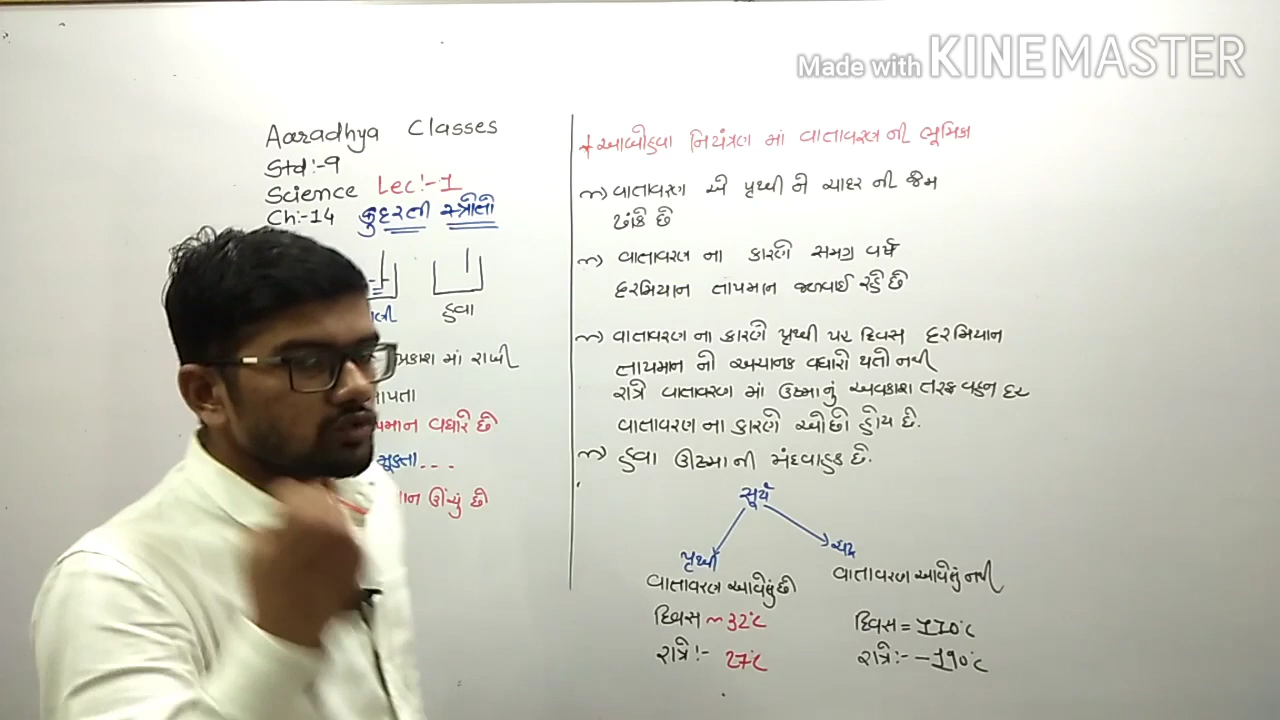 Made with KINEMASTER
Aaradhya Classes
Std:-9
Science Lec:-1
Ch:-14 કુદરતી સ્ત્રોતો
હવા
પ્રકાશ માં રાખી
તાપમાન વધારે છે
મૂકતા...
ઊંચું છે
* આબોહવા નિયંત્રણ માં વાતાવરણ ની ભૂમિકા
વાતાવરણ એ પૃથ્વી ને ચાદર ની જેમ
ઢાંકે છે
વાતાવરણ ના કારણે સમગ્ર વર્ષ
દરમિયાન તાપમાન જળવાઈ રહે છે
વાતાવરણ ના કારણે પૃથ્વી પર દિવસ દરમિયાન
તાપમાન નો અચાનક વધારો થતો નથી
રાત્રે વાતાવરણ માં ઉષ્માનું અવકાશ તરફ વહન દર
વાતાવરણ ના કારણે ઓછો હોય છે.
હવા ઊષ્મા ની મંદવાહક છે.
સૂર્ય
પૃથ્વી ચંદ્ર
વાતાવરણ આવેલું છે વાતાવરણ આવેલું નથી
દિવસ ~ 32°C દિવસ = 110°C
રાત્રે :- 27°C રાત્રે :- -190°C